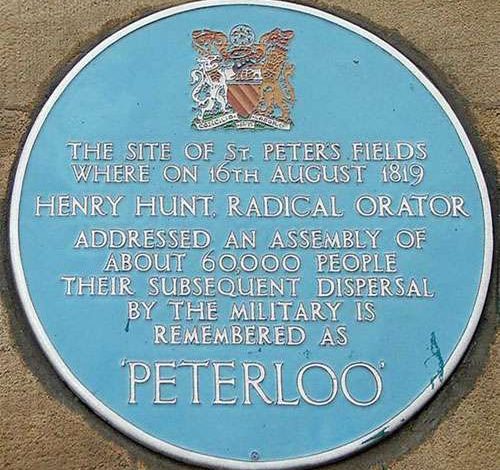 THE SITE OF St. PETER'S FIELDS
WHERE ON 16TH AUGUST 1819
HENRY HUNT, RADICAL ORATOR
ADDRESSED AN ASSEMBLY OF
ABOUT 60,000 PEOPLE
THEIR SUBSEQUENT DISPERSAL
BY THE MILITARY IS
REMEMBERED AS
'PETERLOO'